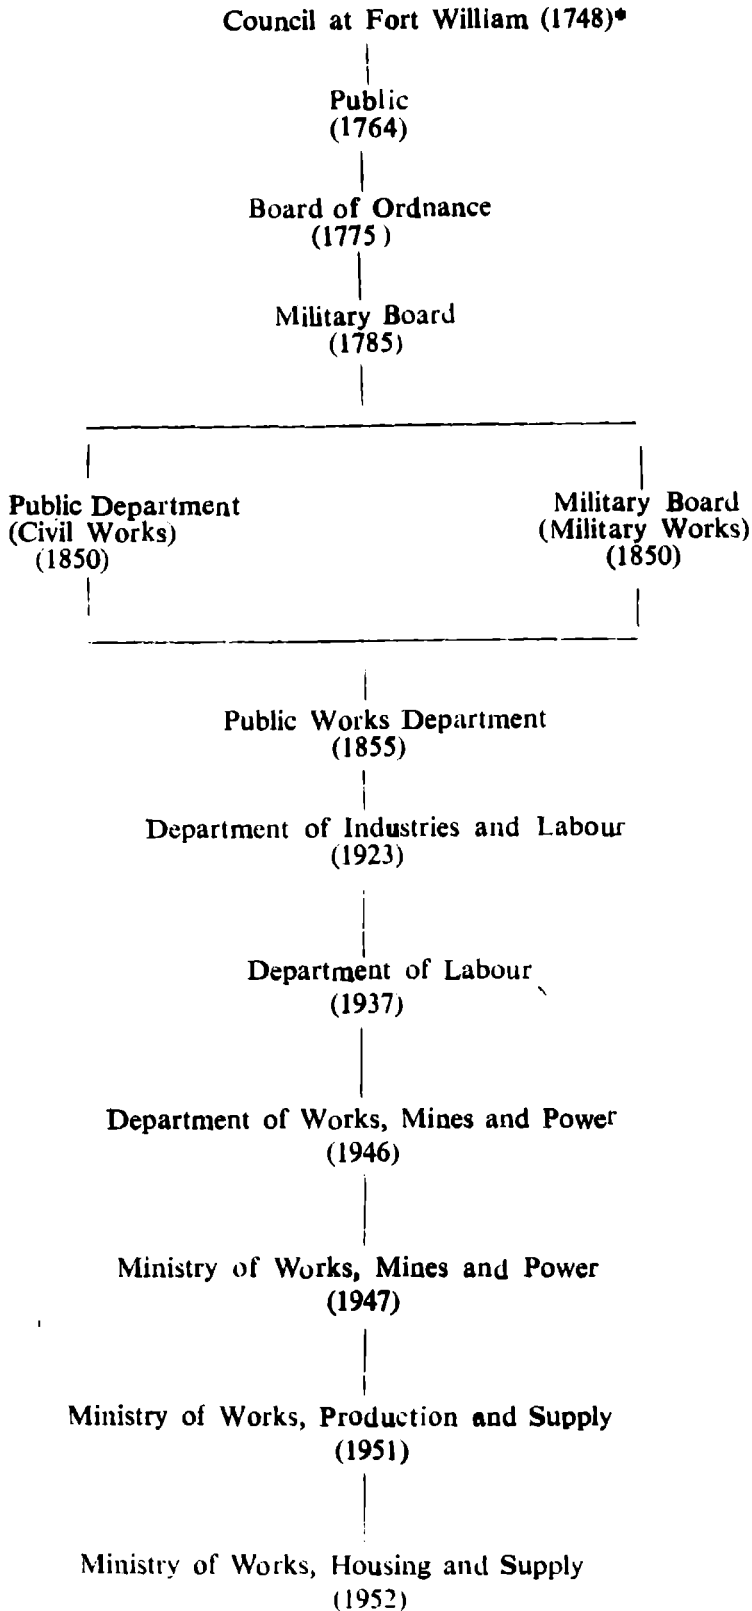 Council at Fort William (1748)*
Public
(1764)
Board of Ordnance
(1775)
Military Board
(1785)
Public Department
(Civil Works)
(1850)
Military Board
(Military Works)
(1850)
Public Works Department
(1855)
Department of Industries and Labour
(1923)
Department of Labour
(1937)
Department of Works, Mines and Power
(1946)
Ministry of Works, Mines and Power
(1947)
Ministry of Works, Production and Supply
(1951)
Ministry of Works, Housing and Supply
(1952)